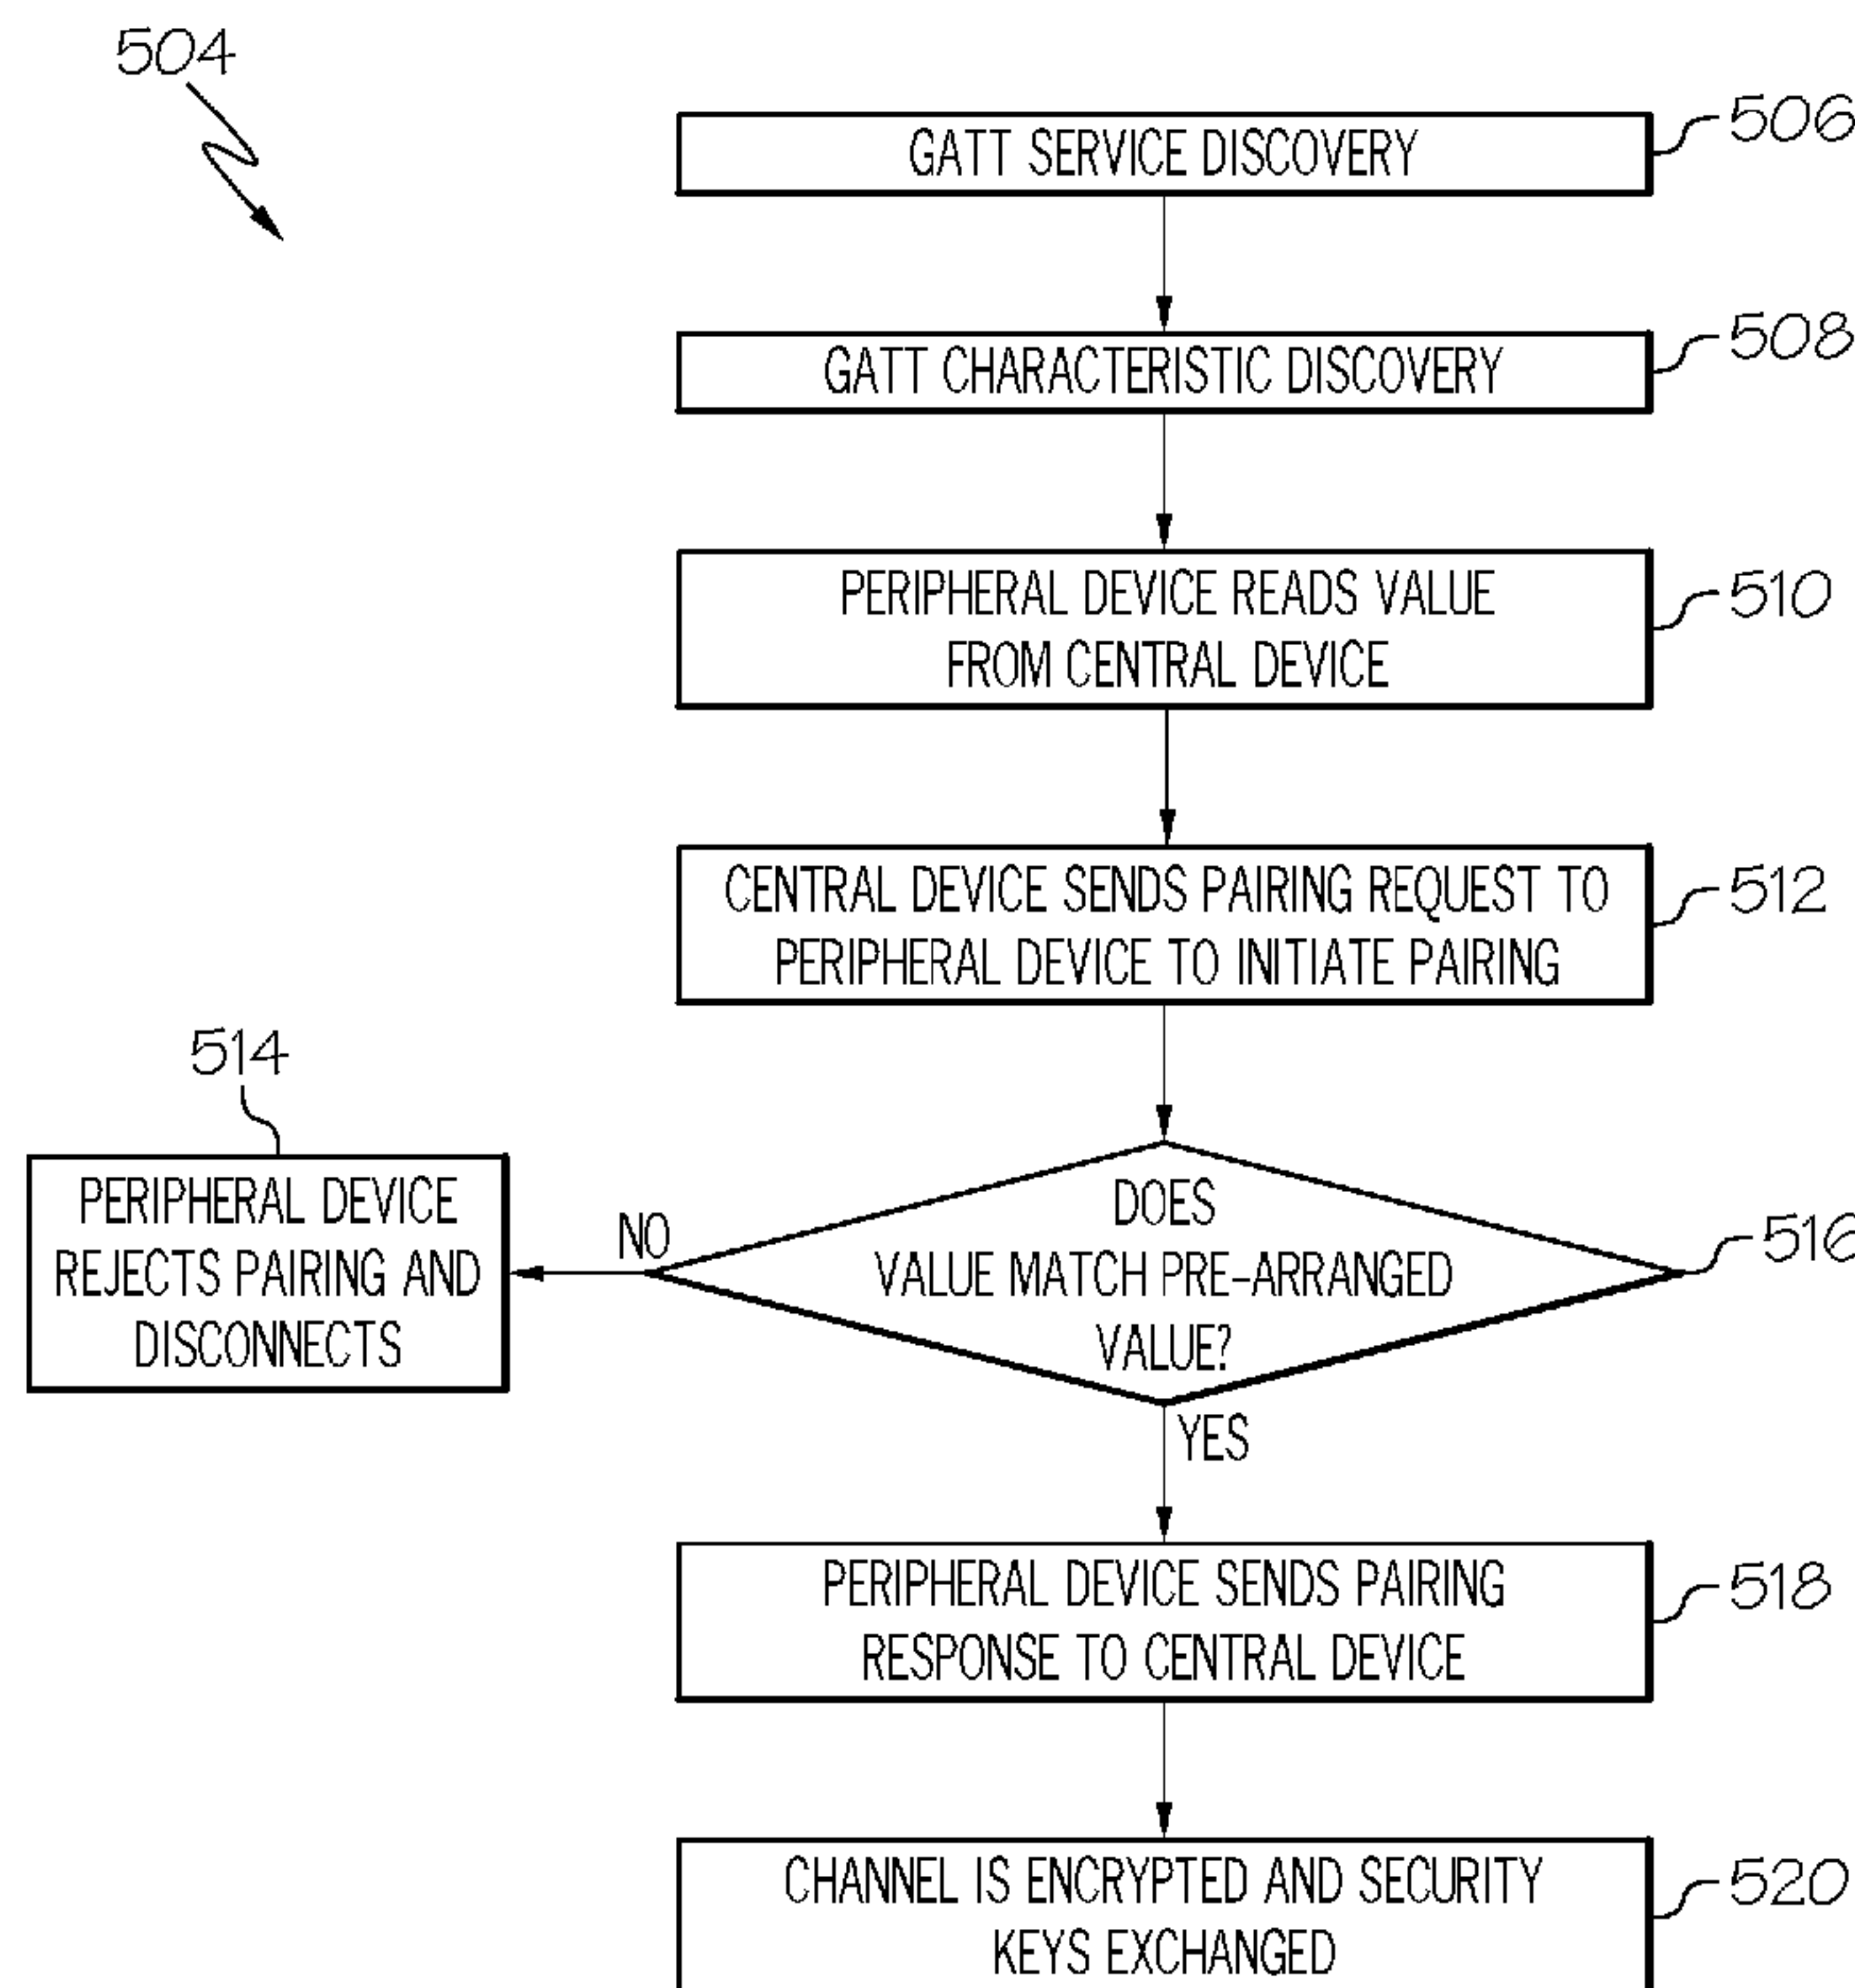 504
GATT SERVICE DISCOVERY
506
GATT CHARACTERISTIC DISCOVERY
508
PERIPHERAL DEVICE READS VALUE
FROM CENTRAL DEVICE
510
CENTRAL DEVICE SENDS PAIRING REQUEST TO
PERIPHERAL DEVICE TO INITIATE PAIRING
512
514
PERIPHERAL DEVICE
REJECTS PAIRING AND
DISCONNECTS
NO
DOES
VALUE MATCH PRE-ARRANGED
VALUE?
516
YES
PERIPHERAL DEVICE SENDS PAIRING
RESPONSE TO CENTRAL DEVICE
518
CHANNEL IS ENCRYPTED AND SECURITY
KEYS EXCHANGED
520